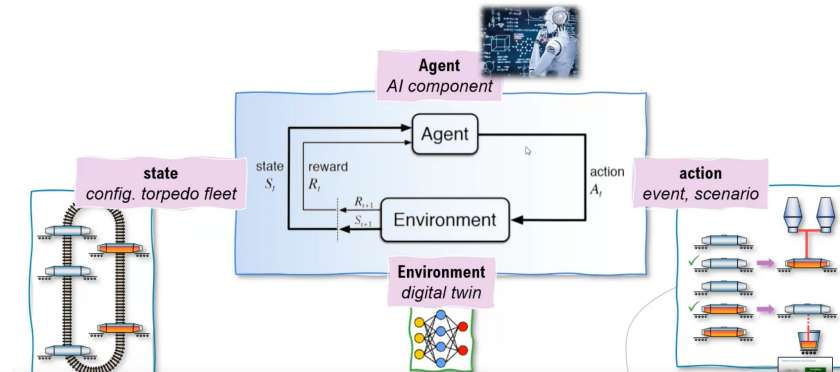 Agent
AI component
state
config. torpedo fleet
action
event, scenario
Agent
state
S_t
reward
R_t
action
A_t
R_{t+1}
S_{t+1}
Environment
Environment
digital twin